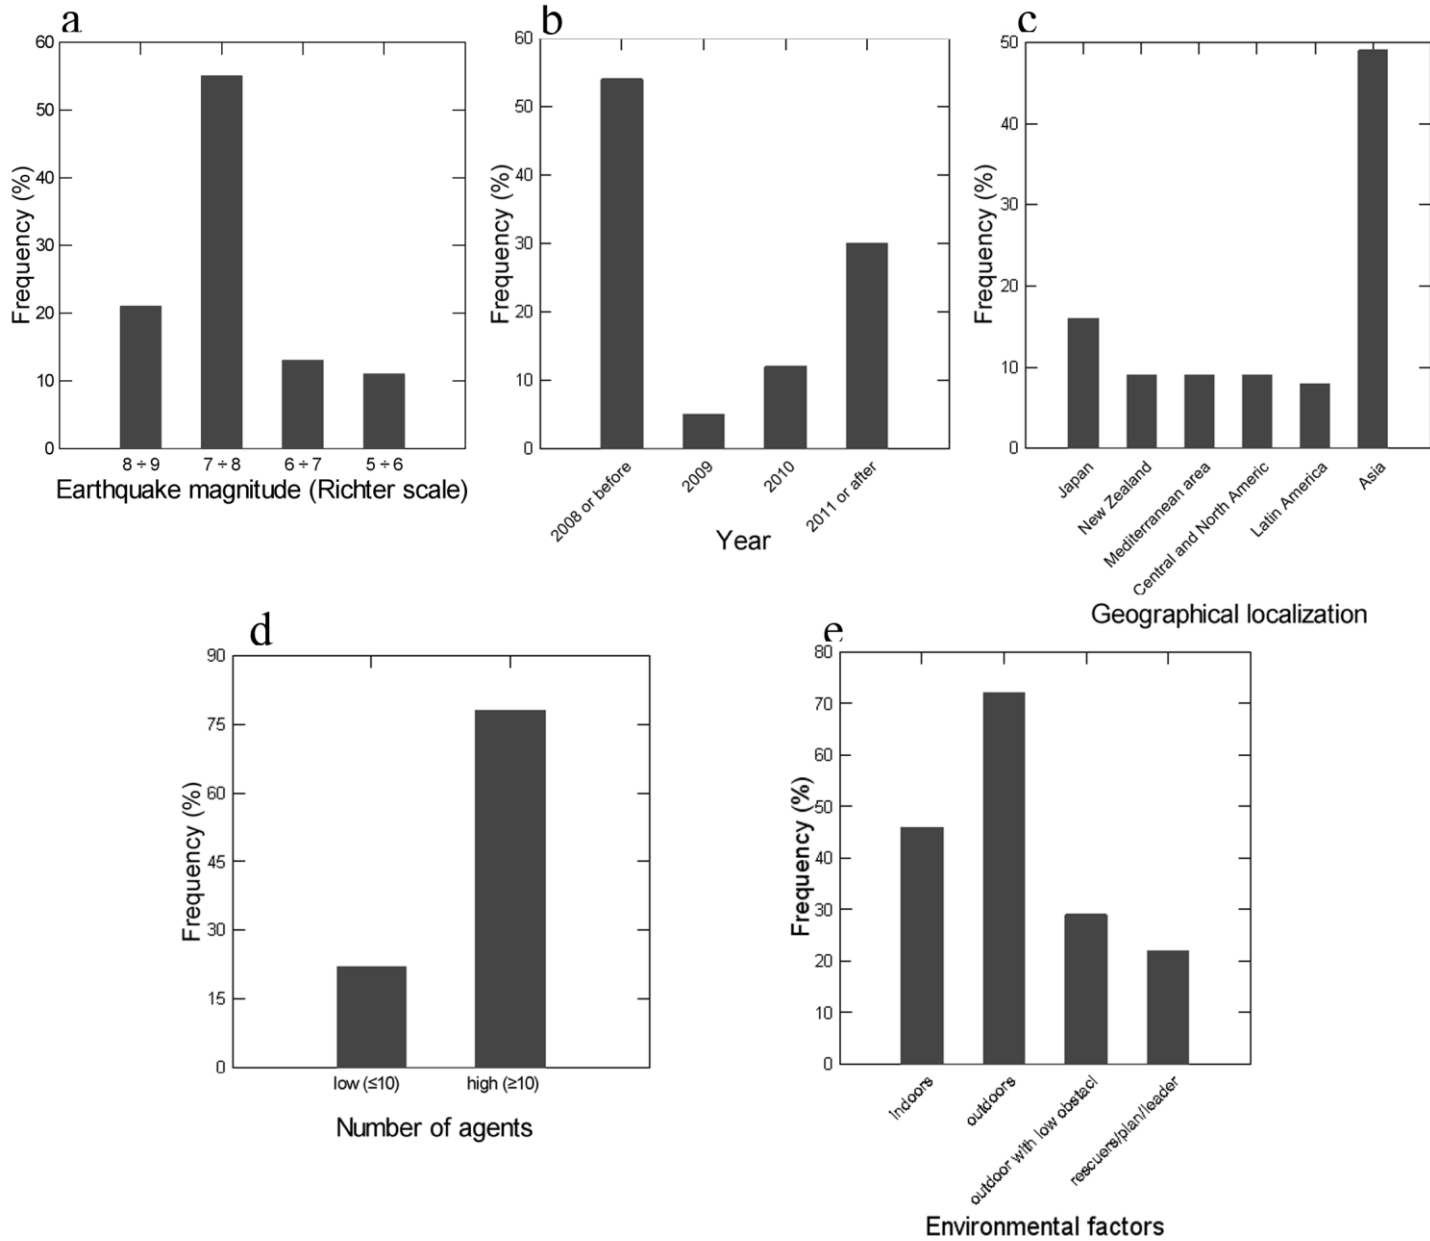 a
60
50
40
30
20
10
0
Frequency (%)
8 ÷ 9
7 ÷ 8
6 ÷ 7
5 ÷ 6
Earthquake magnitude (Richter scale)
b
60
50
40
30
20
10
0
Frequency (%)
2008 or before
2009
2010
2011 or after
Year
c
50
40
30
20
10
0
Frequency (%)
Japan
New Zealand
Mediterranean area
Central and North Americ
Latin America
Asia
Geographical localization
d
90
75
60
45
30
15
0
Frequency (%)
low (≤10)
high (≥10)
Number of agents
e
80
70
60
50
40
30
20
10
0
Frequency (%)
Indoors
outdoors
outdoor with low obstacl
rescuers/plan/leader
Environmental factors